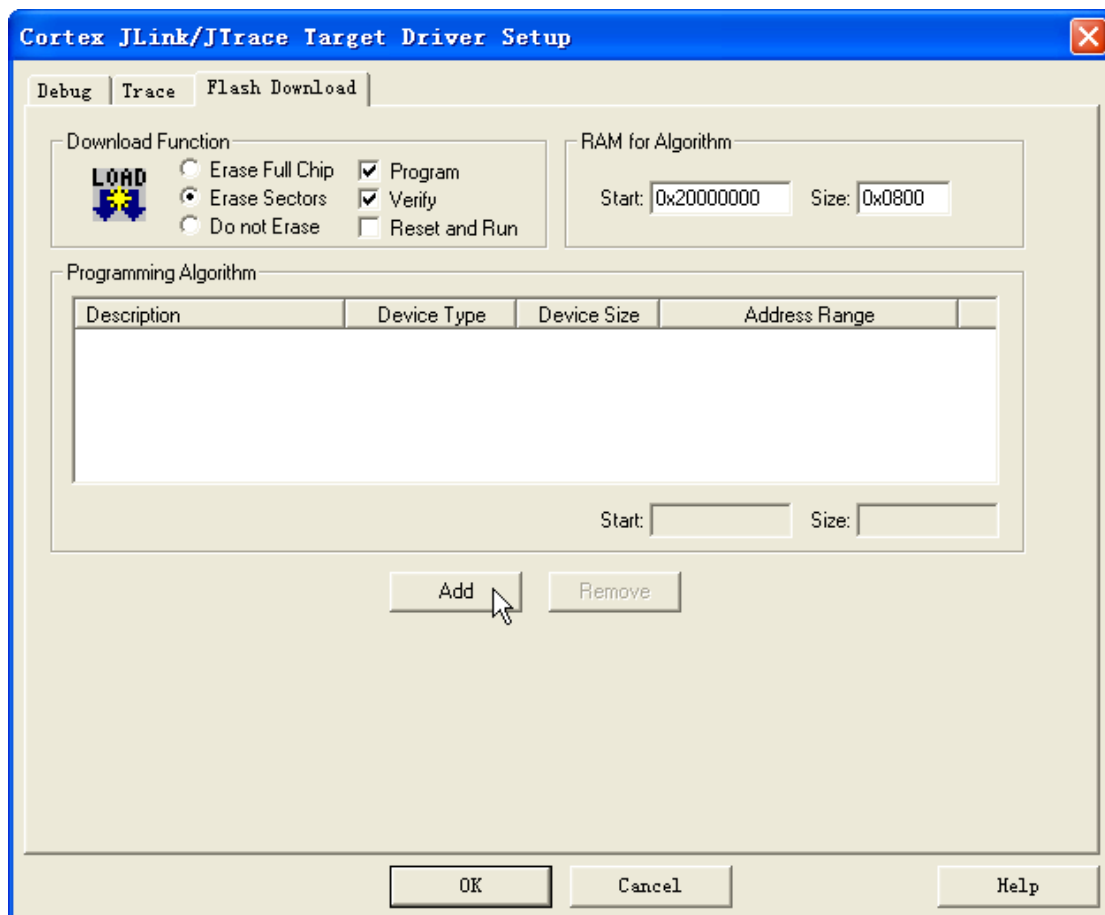 Cortex JLink/JTrace Target Driver Setup
Debug Trace Flash Download
Download Function
LOAD
Erase Full Chip
Erase Sectors
Do not Erase
Program
Verify
Reset and Run
RAM for Algorithm
Start: 0x20000000 Size: 0x0800
Programming Algorithm
Description Device Type Device Size Address Range
Start: Size:
Add Remove
OK Cancel Help